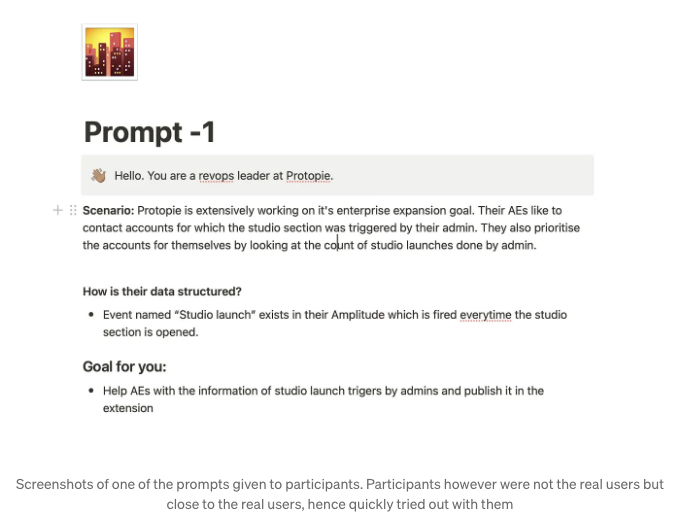 Prompt -1
Hello. You are a revops leader at Protopie.
Scenario: Protopie is extensively working on it's enterprise expansion goal. Their AEs like to
contact accounts for which the studio section was triggered by their admin. They also prioritise
the accounts for themselves by looking at the count of studio launches done by admin.
How is their data structured?
• Event named “Studio launch” exists in their Amplitude which is fired everytime the studio
section is opened.
Goal for you:
• Help AEs with the information of studio launch trigers by admins and publish it in the
extension
Screenshots of one of the prompts given to participants. Participants however were not the real users but
close to the real users, hence quickly tried out with them